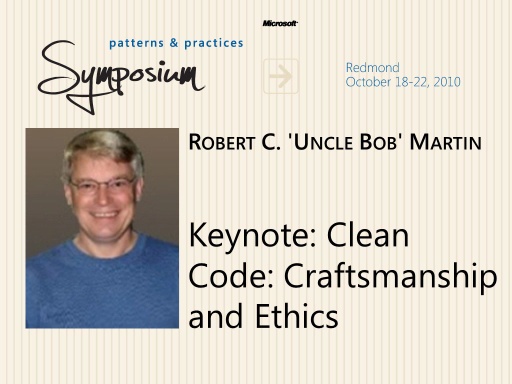 Microsoft
patterns & practices
Symposium
Redmond
October 18-22, 2010
ROBERT C. 'UNCLE BOB' MARTIN
Keynote: Clean
Code: Craftsmanship
and Ethics